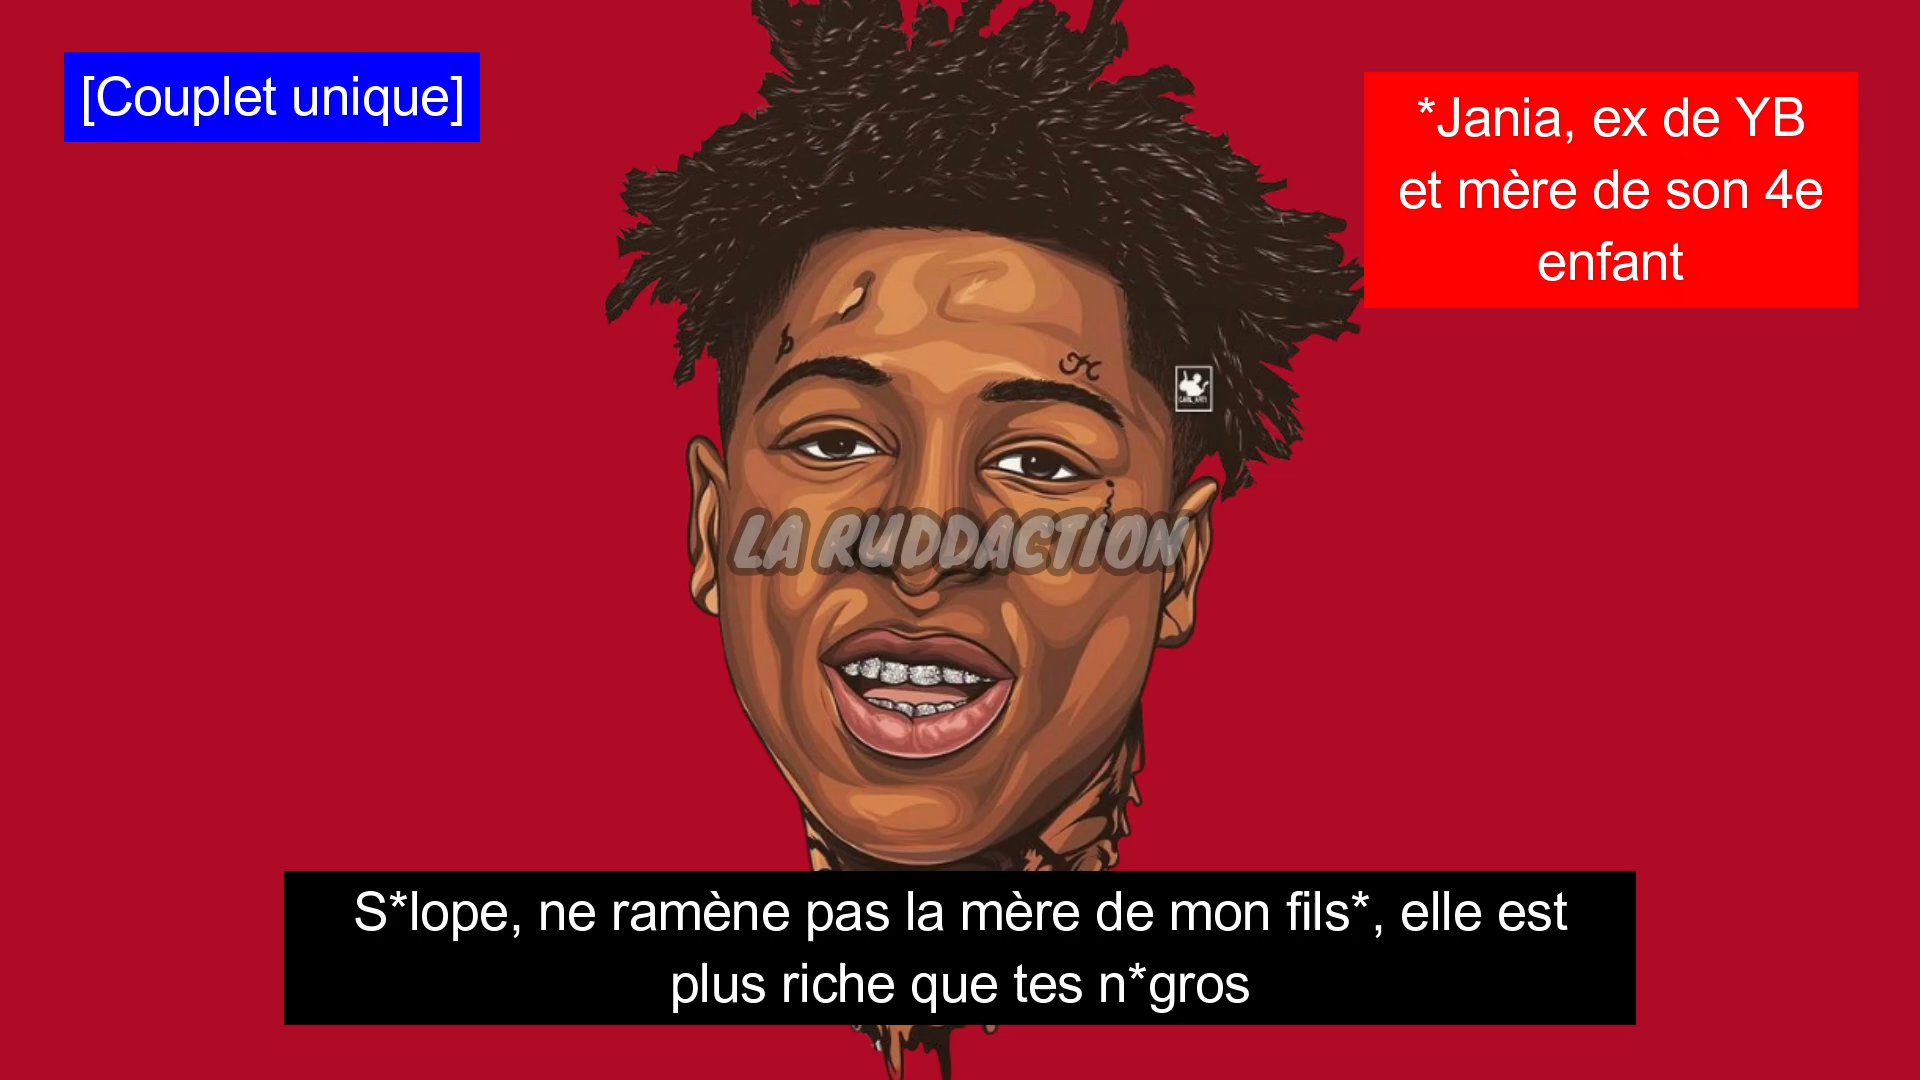 [Couplet unique]
*Jania, ex de YB
et mère de son 4e
enfant
LA RUDDACTION
S*lope, ne ramène pas la mère de mon fils*, elle est
plus riche que tes n*gros